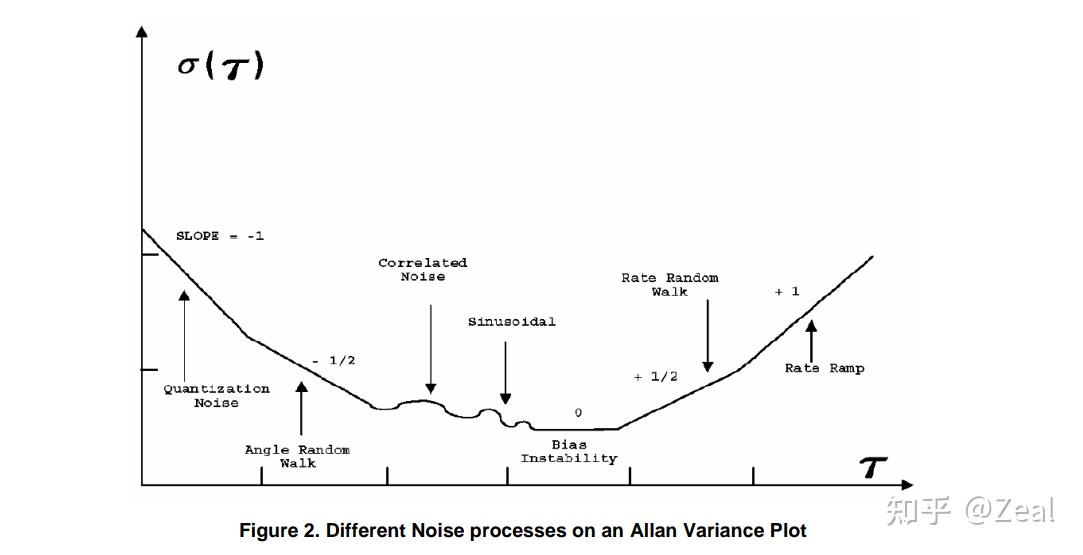 σ(τ)
SLOPE = -1
Correlated
Noise
Rate Random
Walk
+ 1
Sinusoidal
- 1/2
Quantization
Noise
+ 1/2
Rate Ramp
0
Angle Random
Walk
Bias
Instability
τ
Figure 2. Different Noise processes on an Allan Variance Plot
知乎 @Zeal